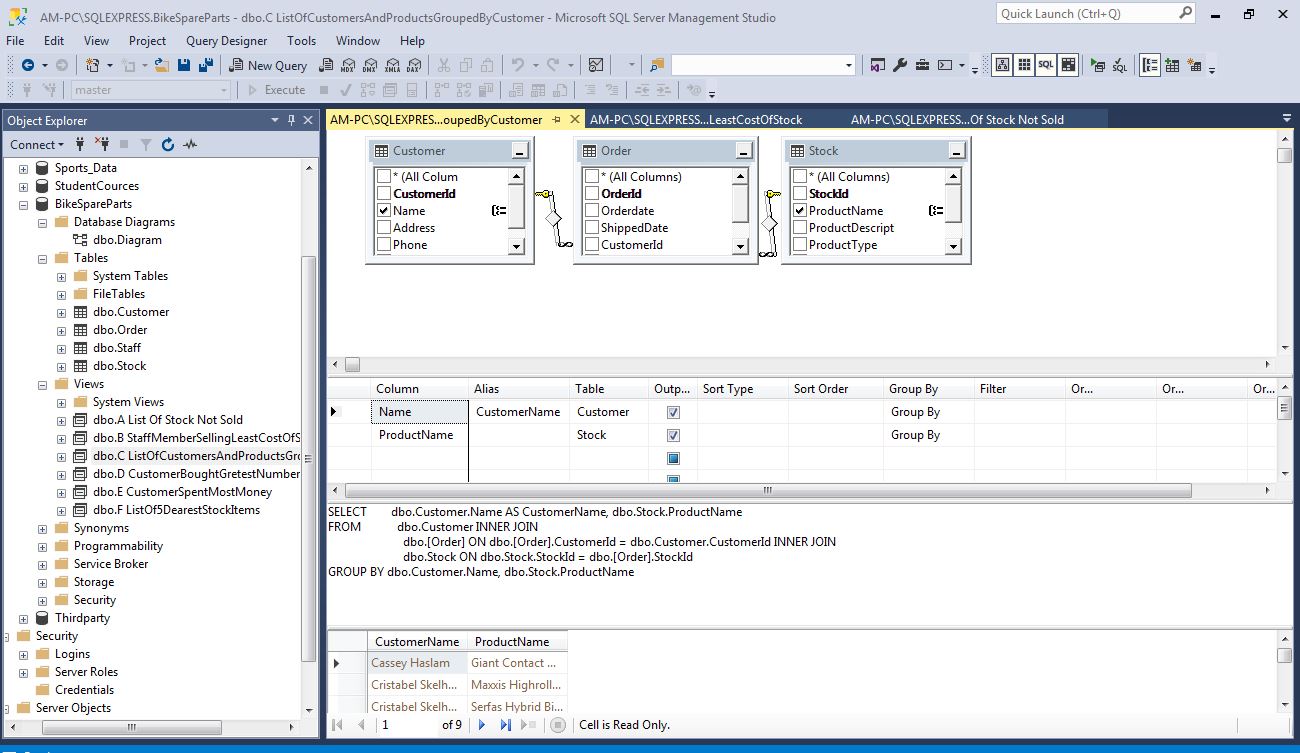 AM-PC\SQLEXPRESS.BikeSpareParts - dbo.C ListOfCustomersAndProductsGroupedByCustomer - Microsoft SQL Server Management Studio
Quick Launch (Ctrl+Q)
File Edit View Project Query Designer Tools Window Help
New Query MDX DMX XMLA DAX SQL SQL
master Execute
Object Explorer
Connect
Sports_Data
StudentCources
BikeSpareParts
Database Diagrams
dbo.Diagram
Tables
System Tables
FileTables
dbo.Customer
dbo.Order
dbo.Staff
dbo.Stock
Views
System Views
dbo.A List Of Stock Not Sold
dbo.B StaffMemberSellingLeastCostOfS
dbo.C ListOfCustomersAndProductsGro
dbo.D CustomerBoughtGretestNumber
dbo.E CustomerSpentMostMoney
dbo.F ListOf5DearestStockItems
Synonyms
Programmability
Service Broker
Storage
Security
Thirdparty
Security
Logins
Server Roles
Credentials
Server Objects
AM-PC\SQLEXPRES...oupedByCustomer AM-PC\SQLEXPRESS...LeastCostOfStock AM-PC\SQLEXPRESS...Of Stock Not Sold
Customer
* (All Colum
CustomerId
Name
Address
Phone
Order
* (All Columns)
OrderId
Orderdate
ShippedDate
CustomerId
Stock
* (All Columns)
StockId
ProductName
ProductDescript
ProductType
Column Alias Table Outp... Sort Type Sort Order Group By Filter Or... Or... Or...
Name CustomerName Customer Group By
ProductName Stock Group By
SELECT dbo.Customer.Name AS CustomerName, dbo.Stock.ProductName
FROM dbo.Customer INNER JOIN
dbo.[Order] ON dbo.[Order].CustomerId = dbo.Customer.CustomerId INNER JOIN
dbo.Stock ON dbo.Stock.StockId = dbo.[Order].StockId
GROUP BY dbo.Customer.Name, dbo.Stock.ProductName
CustomerName ProductName
Cassey Haslam Giant Contact ...
Cristabel Skelh... Maxxis Highroll...
Cristabel Skelh... Serfas Hybrid Bi...
1 of 9 Cell is Read Only.